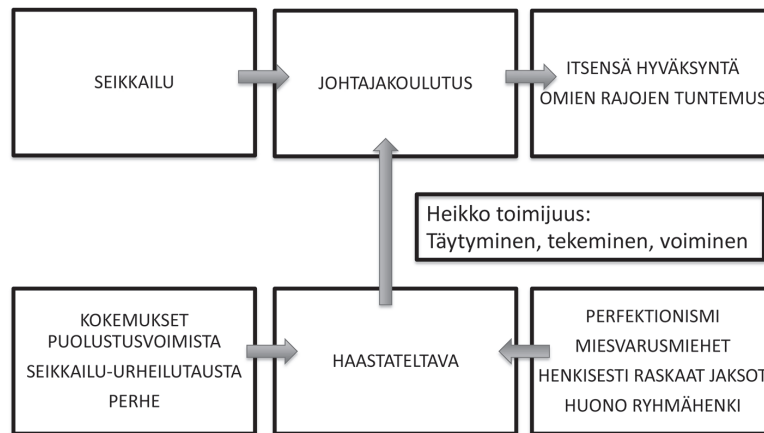 SEIKKAILU
JOHTAJAKOULUTUS
ITSENSÄ HYVÄKSYNTÄ
OMIEN RAJOJEN TUNTEMUS
Heikko toimijuus:
Täytyminen, tekeminen, voiminen
KOKEMUKSET
PUOLUSTUSVOIMISTA
SEIKKAILU-URHEILUTAUSTA
PERHE
HAASTATELTAVA
PERFEKTIONISMI
MIESVARUSMIEHET
HENKISESTI RASKAAT JAKSOT
HUONO RYHMÄHENKI